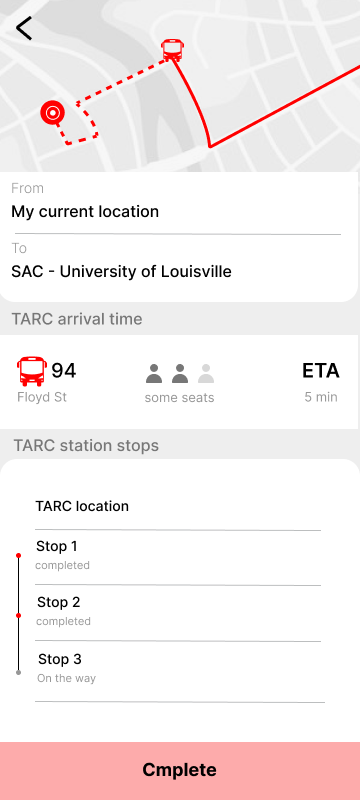 From
My current location
To
SAC - University of Louisville
TARC arrival time
94
Floyd St
some seats
ETA
5 min
TARC station stops
TARC location
Stop 1
completed
Stop 2
completed
Stop 3
On the way
Cmplete